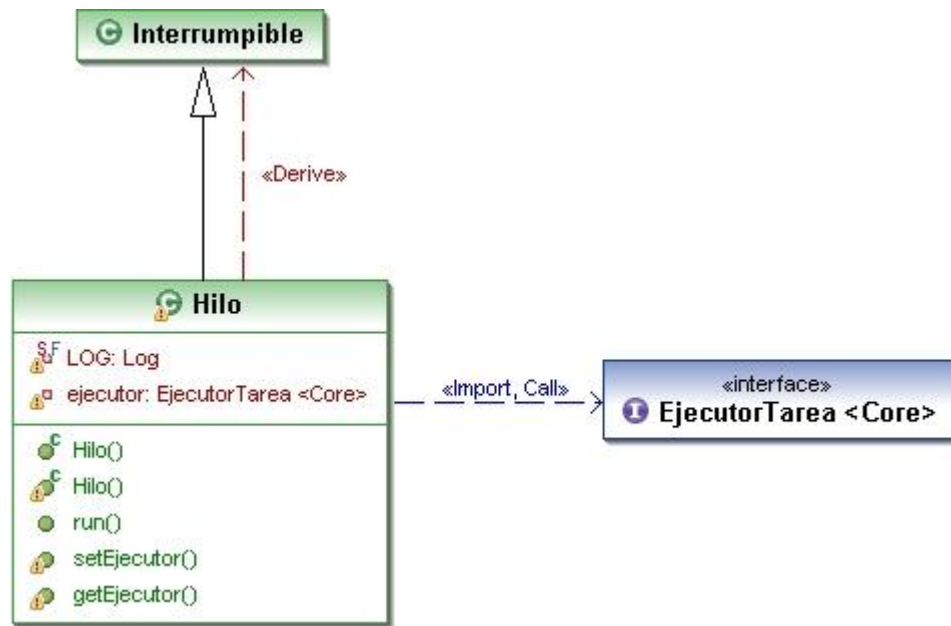 Interrumpible
«Derive»
Hilo
LOG: Log
ejecutor: EjecutorTarea <Core>
«Import, Call»
«interface»
EjecutorTarea <Core>
Hilo()
Hilo()
run()
setEjecutor()
getEjecutor()